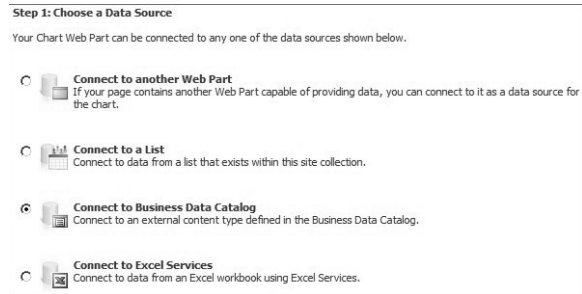 Step 1: Choose a Data Source
Your Chart Web Part can be connected to any one of the data sources shown below.
Connect to another Web Part
If your page contains another Web Part capable of providing data, you can connect to it as a data source for
the chart.
Connect to a List
Connect to data from a list that exists within this site collection.
Connect to Business Data Catalog
Connect to an external content type defined in the Business Data Catalog.
Connect to Excel Services
Connect to data from an Excel workbook using Excel Services.